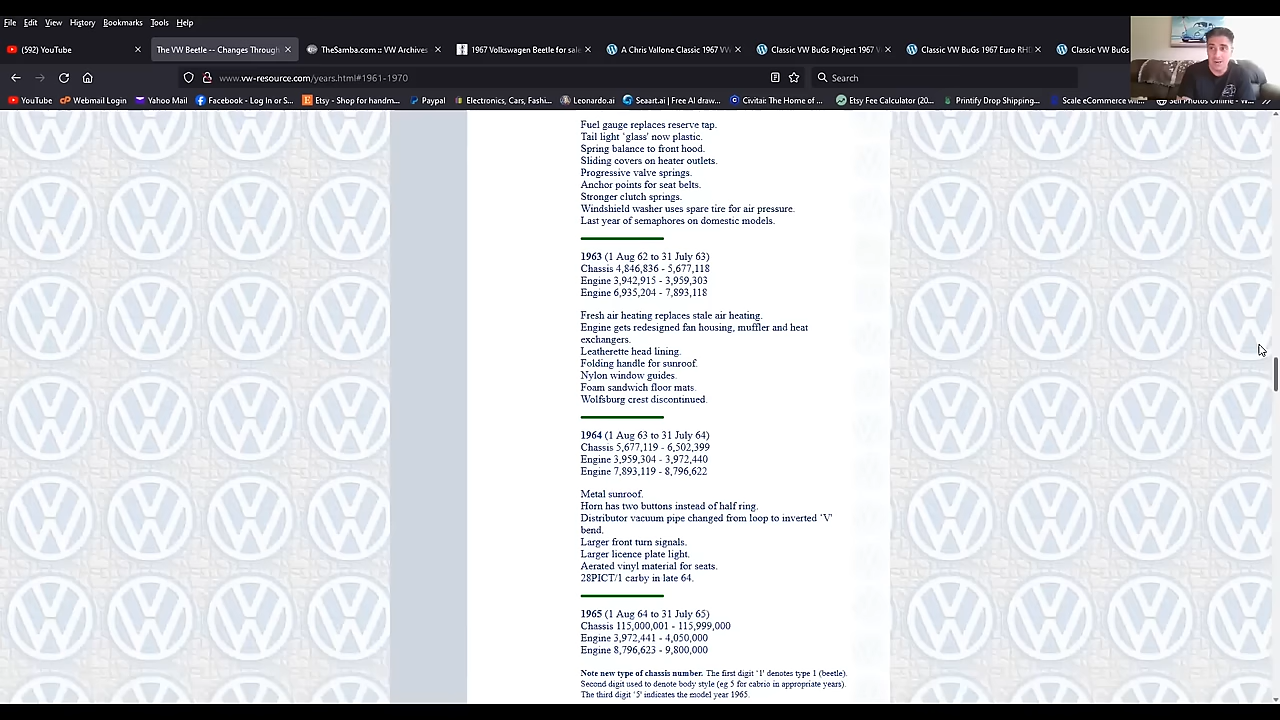 File Edit View History Bookmarks Tools Help
(592) YouTube
The VW Beetle -- Changes Through
TheSamba.com :: VW Archives
1967 Volkswagen Beetle for sale
A Chris Vallone Classic 1967 VW
Classic VW BuGs Project 1967 V
Classic VW BuGs 1967 Euro RHD
Classic VW BuGs
www.vw-resource.com/years.html#1961-1970
Search
YouTube
Webmail Login
Yahoo Mail
Facebook - Log In or S...
Etsy - Shop for handm...
Paypal
Electronics, Cars, Fashi...
Leonardo.ai
Seaart.ai | Free AI draw...
Civitai: The Home of ...
Etsy Fee Calculator (20...
Printify Drop Shipping...
Scale eCommerce wi...
Sell Photos Online - W...
Fuel gauge replaces reserve tap.
Tail light 'glass' now plastic.
Spring balance to front hood.
Sliding covers on heater outlets.
Progressive valve springs.
Anchor points for seat belts.
Stronger clutch springs.
Windshield washer uses spare tire for air pressure.
Last year of semaphores on domestic models.
1963 (1 Aug 62 to 31 July 63)
Chassis 4,846,836 - 5,677,118
Engine 3,942,915 - 3,959,303
Engine 6,935,204 - 7,893,118
Fresh air heating replaces stale air heating.
Engine gets redesigned fan housing, muffler and heat
exchangers.
Leatherette head lining.
Folding handle for sunroof.
Nylon window guides.
Foam sandwich floor mats.
Wolfsburg crest discontinued.
1964 (1 Aug 63 to 31 July 64)
Chassis 5,677,119 - 6,502,399
Engine 3,959,304 - 3,972,440
Engine 7,893,119 - 8,796,622
Metal sunroof.
Horn has two buttons instead of half ring.
Distributor vacuum pipe changed from loop to inverted 'V'
bend.
Larger front turn signals.
Larger licence plate light.
Aerated vinyl material for seats.
28PICT/1 carby in late 64.
1965 (1 Aug 64 to 31 July 65)
Chassis 115,000,001 - 115,999,000
Engine 3,972,441 - 4,050,000
Engine 8,796,623 - 9,800,000
Note new type of chassis number. The first digit '1' denotes type 1 (beetle).
Second digit used to denote body style (eg 5 for cabrio in appropriate years).
The third digit '5' indicates the model year 1965.